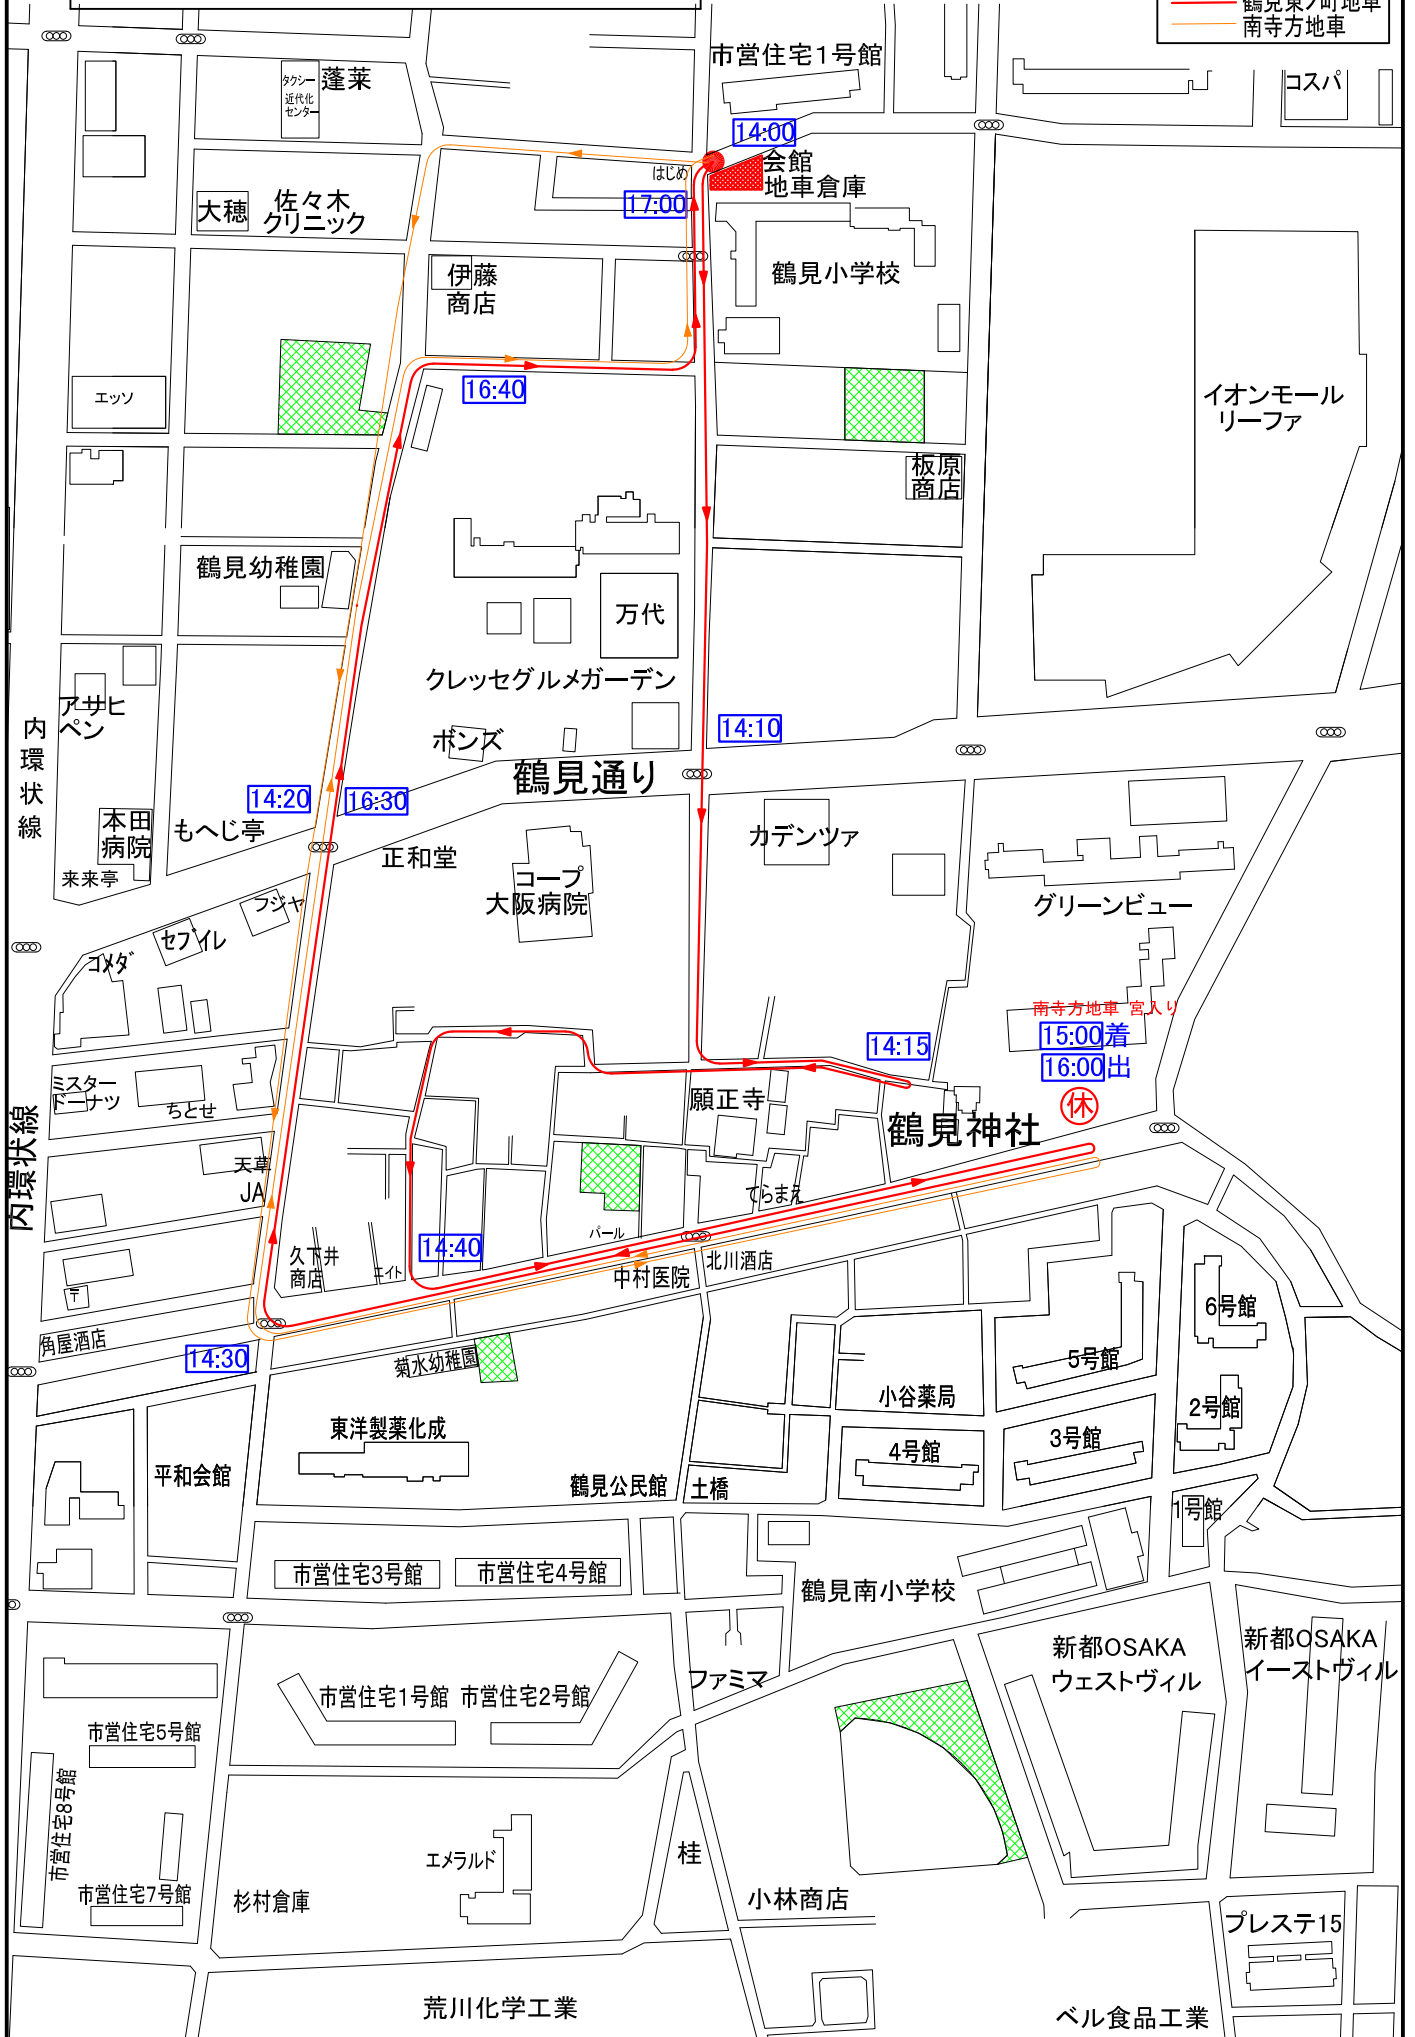 鶴見東ノ町地車
南寺方地車
市営住宅1号館
蓬莱
タクシー
近代化
センター
コスパ
14:00
会館
地車倉庫
はじめ
17:00
大穂
佐々木
クリニック
伊藤
商店
鶴見小学校
16:40
エッソ
イオンモール
リーファ
板原
商店
鶴見幼稚園
万代
クレッセグルメガーデン
アサヒ
ペン
内
環
状
線
ボンズ
14:10
鶴見通り
14:20
16:30
本田
病院
もへじ亭
正和堂
カデンツァ
来来亭
コープ
大阪病院
フジヤ
グリーンビュー
セブイレ
コメダ
南寺方地車 宮入り
15:00着
16:00出
休
14:15
ミスター
ドーナツ
ちとせ
願正寺
鶴見神社
内環状線
天草
JA
てらまえ
パール
14:40
久下井
商店
エイト
中村医院
北川酒店
〒
6号館
角屋酒店
14:30
菊水幼稚園
5号館
小谷薬局
2号館
東洋製薬化成
3号館
4号館
平和会館
鶴見公民館
土橋
1号館
市営住宅3号館
市営住宅4号館
鶴見南小学校
新都OSAKA
ウェストヴィル
新都OSAKA
イーストヴィル
ファミマ
市営住宅1号館
市営住宅2号館
市営住宅5号館
市営住宅8号館
エメラルド
桂
市営住宅7号館
杉村倉庫
小林商店
プレステ15
荒川化学工業
ベル食品工業